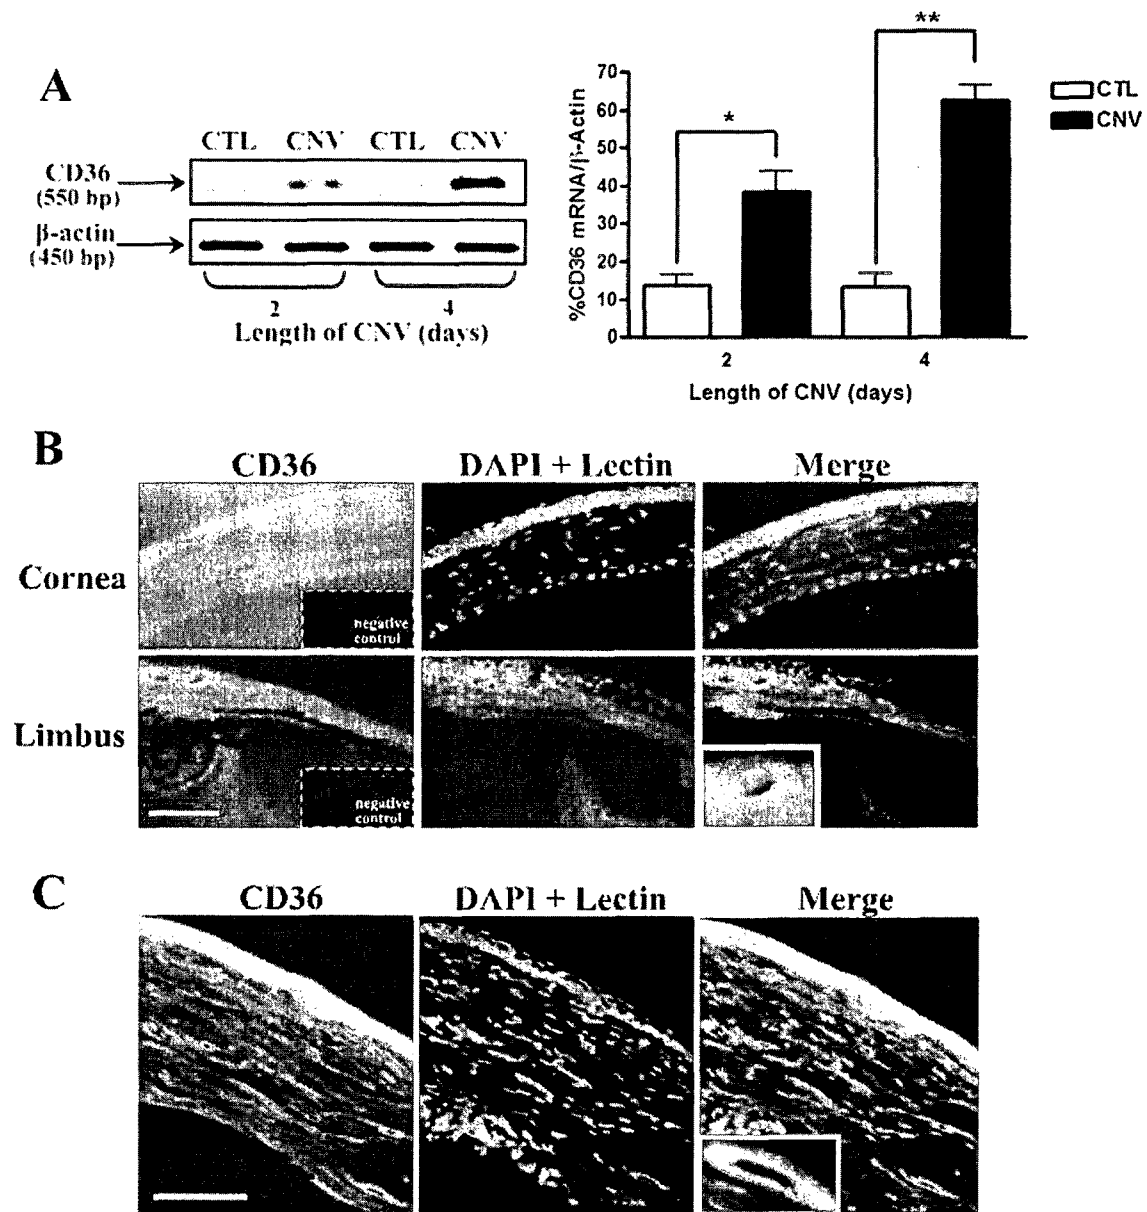 A
CTL CNV CTL CNV
CD36
(550 bp)
β-actin
(450 bp)
2 4
Length of CNV (days)
**
*
%CD36 mRNA/β-Actin
70
60
50
40
30
20
10
0
2 4
Length of CNV (days)
CTL
CNV
B
CD36 DAPI + Lectin Merge
Cornea
negative
control
Limbus
negative
control
C
CD36 DAPI + Lectin Merge